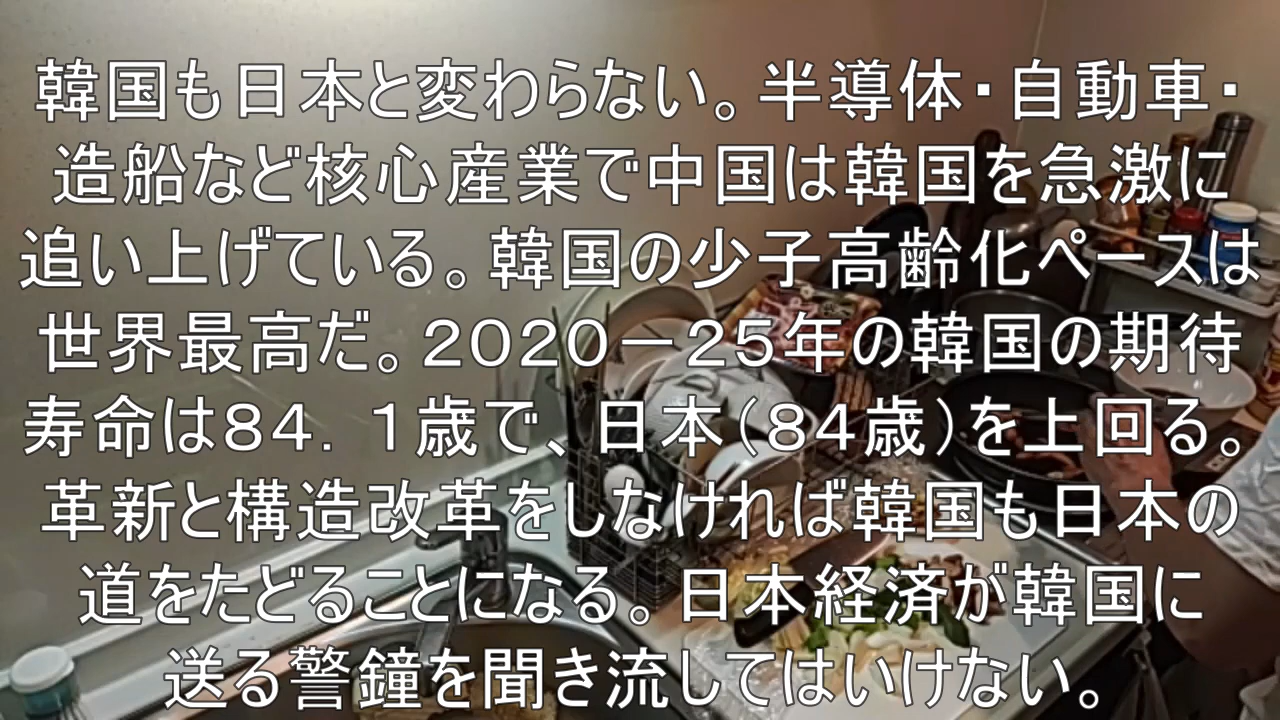 韓国も日本と変わらない。半導体・自動車・
造船など核心産業で中国は韓国を急激に
追い上げている。韓国の少子高齢化ペースは
世界最高だ。2020－25年の韓国の期待
寿命は84．1歳で、日本（84歳）を上回る。
革新と構造改革をしなければ韓国も日本の
道をたどることになる。日本経済が韓国に
送る警鐘を聞き流してはいけない。